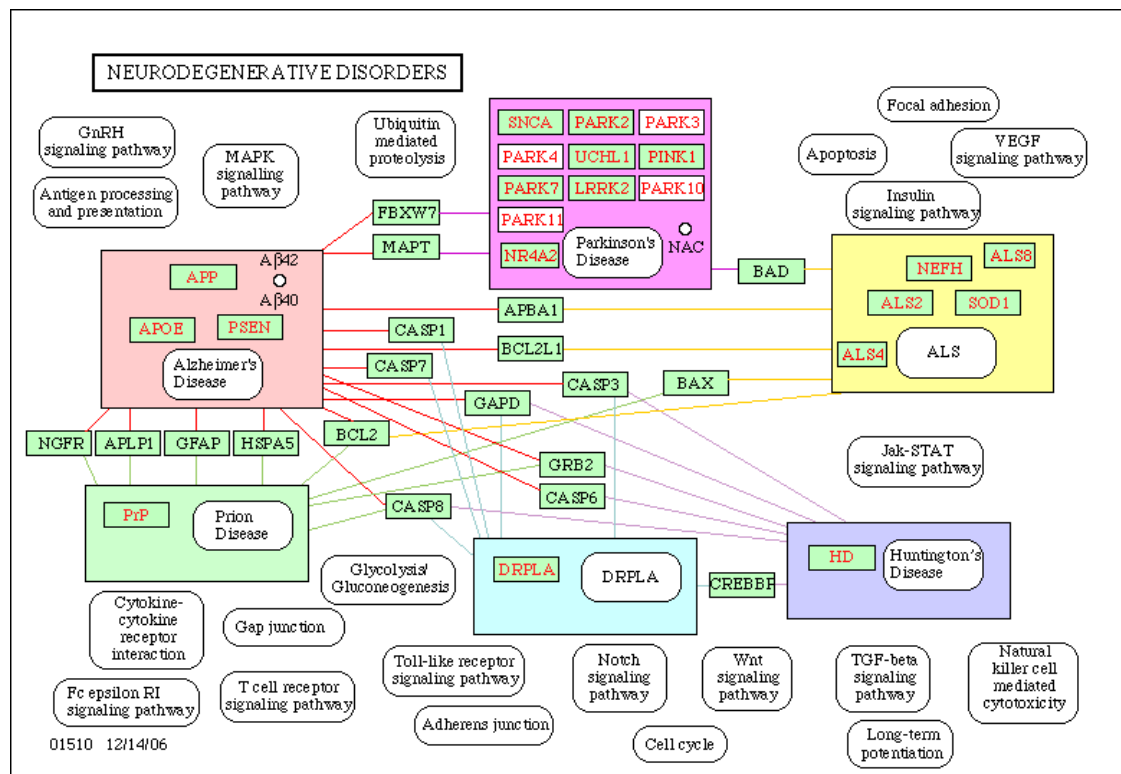 NEURODEGENERATIVE DISORDERS
GnRH
signaling pathway
MAPK
signalling
pathway
Antigen processing
and presentation
Ubiquitin
mediated
proteolysis
Focal adhesion
VEGF
signaling pathway
Apoptosis
Insulin
signaling pathway
SNCA
PARK2
PARK3
PARK4
UCHL1
PINK1
PARK7
LRRK2
PARK10
PARK11
NR4A2
Parkinson's
Disease
NAC
FBXW7
MAPT
BAD
APP
Aβ42
Aβ40
APOE
PSEN
Alzheimer's
Disease
NEFH
ALS8
ALS2
SOD1
ALS4
ALS
APBA1
CASP1
BCL2L1
CASP7
CASP3
BAX
GAPD
NGFR
APLP1
GFAP
HSPA5
BCL2
GRB2
CASP6
CASP8
Jak-STAT
signaling pathway
PrP
Prion
Disease
DRPLA
DRPLA
CREBBP
HD
Huntington's
Disease
Glycolysis/
Gluconeogenesis
Cytokine-
cytokine
receptor
interaction
Gap junction
Fc epsilon RI
signaling pathway
T cell receptor
signaling pathway
Toll-like receptor
signaling pathway
Adherens junction
Notch
signaling
pathway
Wnt
signaling
pathway
Cell cycle
TGF-beta
signaling
pathway
Long-term
potentiation
Natural
killer cell
mediated
cytotoxicity
01510 12/14/06